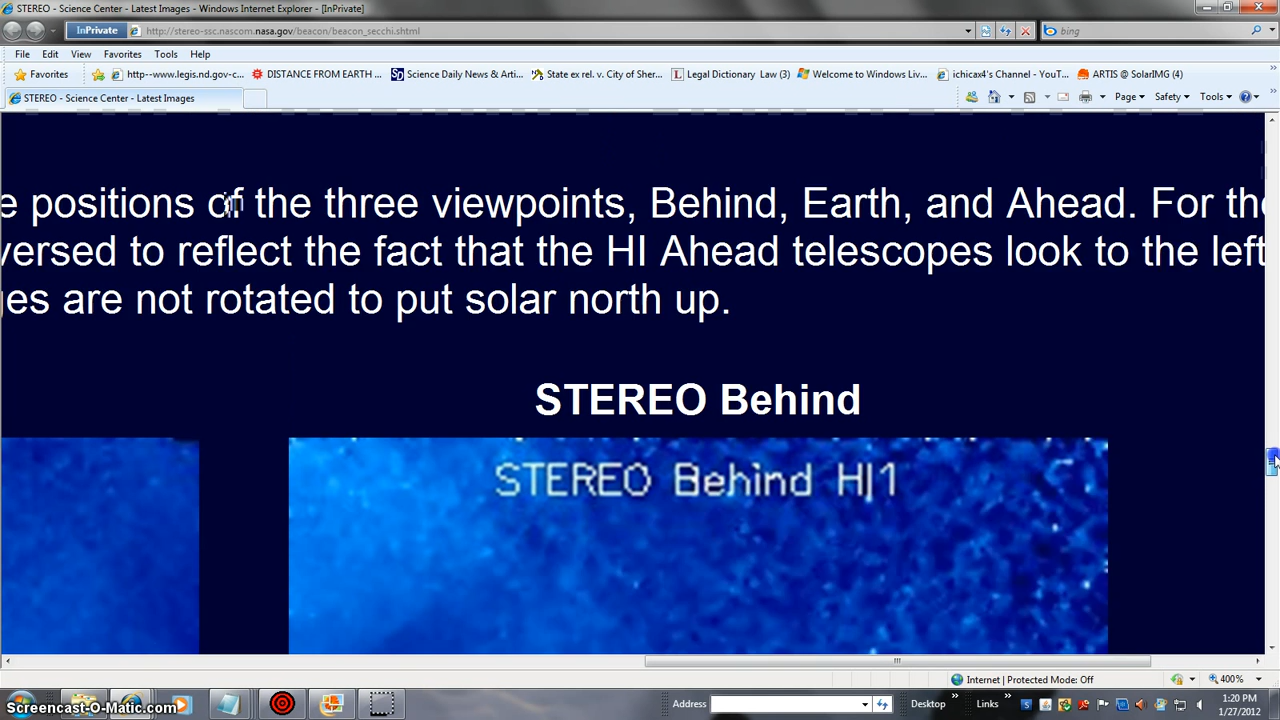 STEREO - Science Center - Latest Images - Windows Internet Explorer - [InPrivate]
InPrivate http://stereo-ssc.nascom.nasa.gov/beacon/beacon_secchi.shtml bing
File Edit View Favorites Tools Help
Favorites http--www.legis.nd.gov-c... DISTANCE FROM EARTH ... Science Daily News & Arti... State ex rel. v. City of Sher... Legal Dictionary Law (3) Welcome to Windows Liv... ichicax4's Channel - YouT... ARTIS @ SolarIMG (4)
STEREO - Science Center - Latest Images
Page Safety Tools
e positions of the three viewpoints, Behind, Earth, and Ahead. For the
versed to reflect the fact that the HI Ahead telescopes look to the left
ges are not rotated to put solar north up.
STEREO Behind
STEREO Behind HI1
Internet | Protected Mode: Off 400%
Screencast-O-Matic.com Address Desktop Links 1:20 PM
1/27/2012